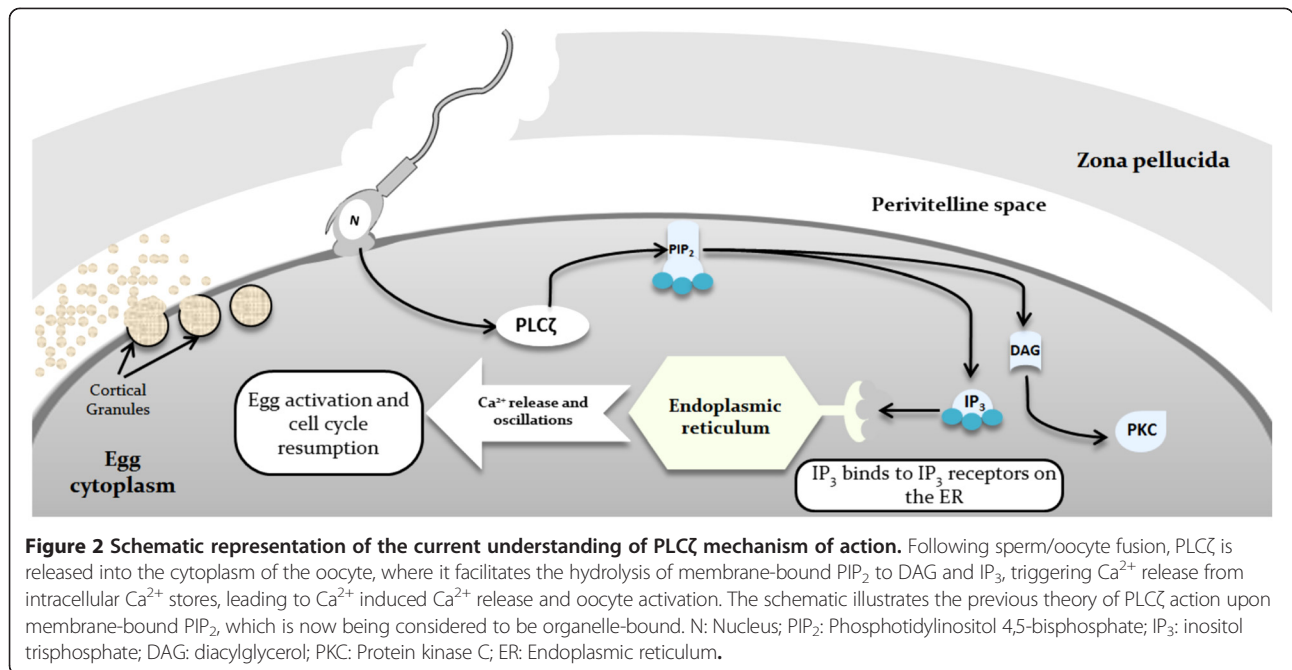 Zona pellucida
Perivitelline space
N
PIP₂
PLCζ
DAG
Cortical
Granules
Egg activation and
cell cycle
resumption
Ca²⁺ release and
oscillations
Endoplasmic
reticulum
IP₃
PKC
Egg
cytoplasm
IP₃ binds to IP₃ receptors on
the ER
Figure 2 Schematic representation of the current understanding of PLCζ mechanism of action. Following sperm/oocyte fusion, PLCζ is
released into the cytoplasm of the oocyte, where it facilitates the hydrolysis of membrane-bound PIP₂ to DAG and IP₃, triggering Ca²⁺ release from
intracellular Ca²⁺ stores, leading to Ca²⁺ induced Ca²⁺ release and oocyte activation. The schematic illustrates the previous theory of PLCζ action upon
membrane-bound PIP₂, which is now being considered to be organelle-bound. N: Nucleus; PIP₂: Phosphotidylinositol 4,5-bisphosphate; IP₃: inositol
trisphosphate; DAG: diacylglycerol; PKC: Protein kinase C; ER: Endoplasmic reticulum.